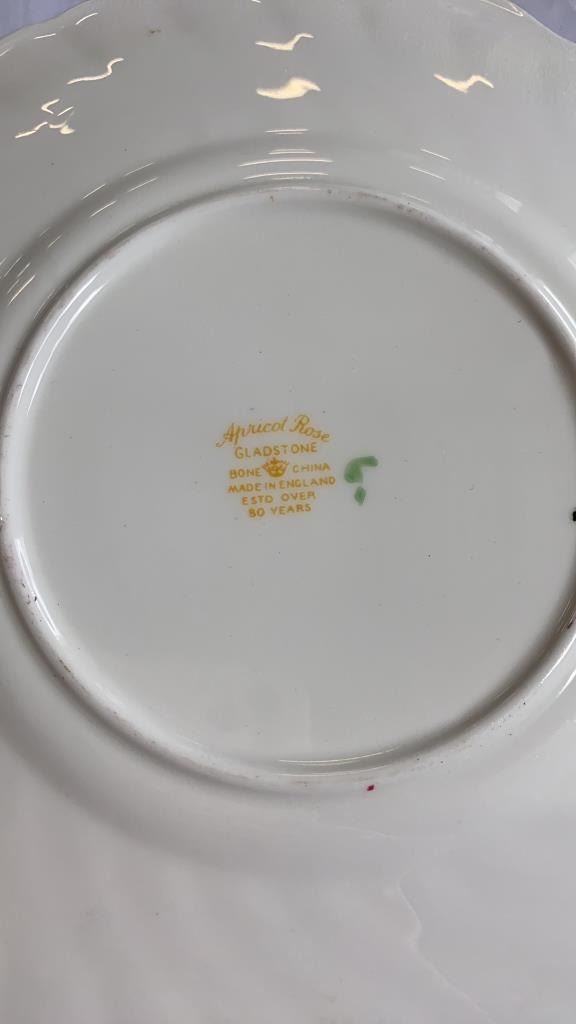 Apricot Rose
GLADSTONE
BONE CHINA
MADE IN ENGLAND
ESTD OVER
80 YEARS